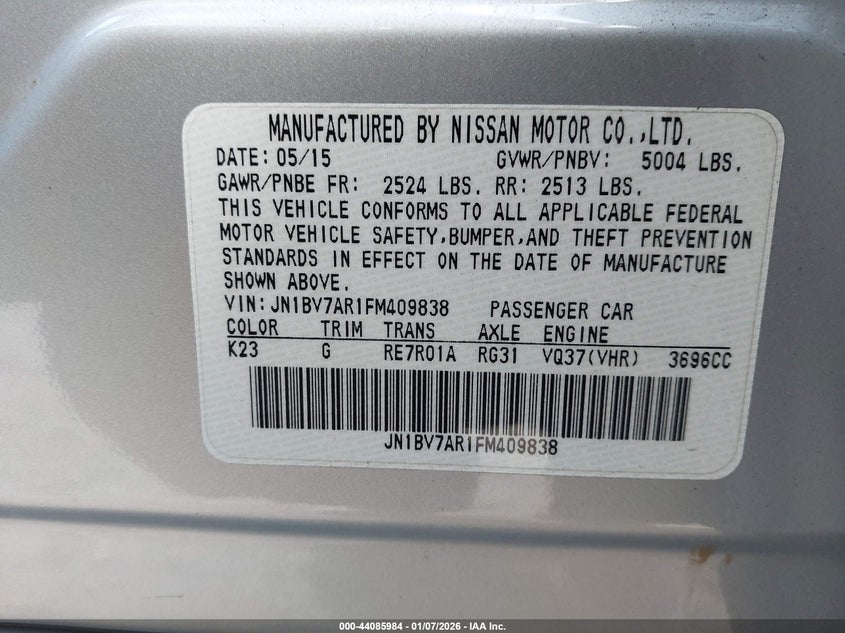 MANUFACTURED BY NISSAN MOTOR CO.,LTD.
DATE: 05/15 GVWR/PNBV: 5004 LBS.
GAWR/PNBE FR: 2524 LBS. RR: 2513 LBS.
THIS VEHICLE CONFORMS TO ALL APPLICABLE FEDERAL
MOTOR VEHICLE SAFETY,BUMPER,AND THEFT PREVENTION
STANDARDS IN EFFECT ON THE DATE OF MANUFACTURE
SHOWN ABOVE.
VIN:JN1BV7AR1FM409838 PASSENGER CAR
COLOR TRIM TRANS AXLE ENGINE
K23 G RE7R01A RG31 VQ37(VHR) 3696CC
JN1BV7AR1FM409838
000-44085984 - 01/07/2026 - IAA Inc.